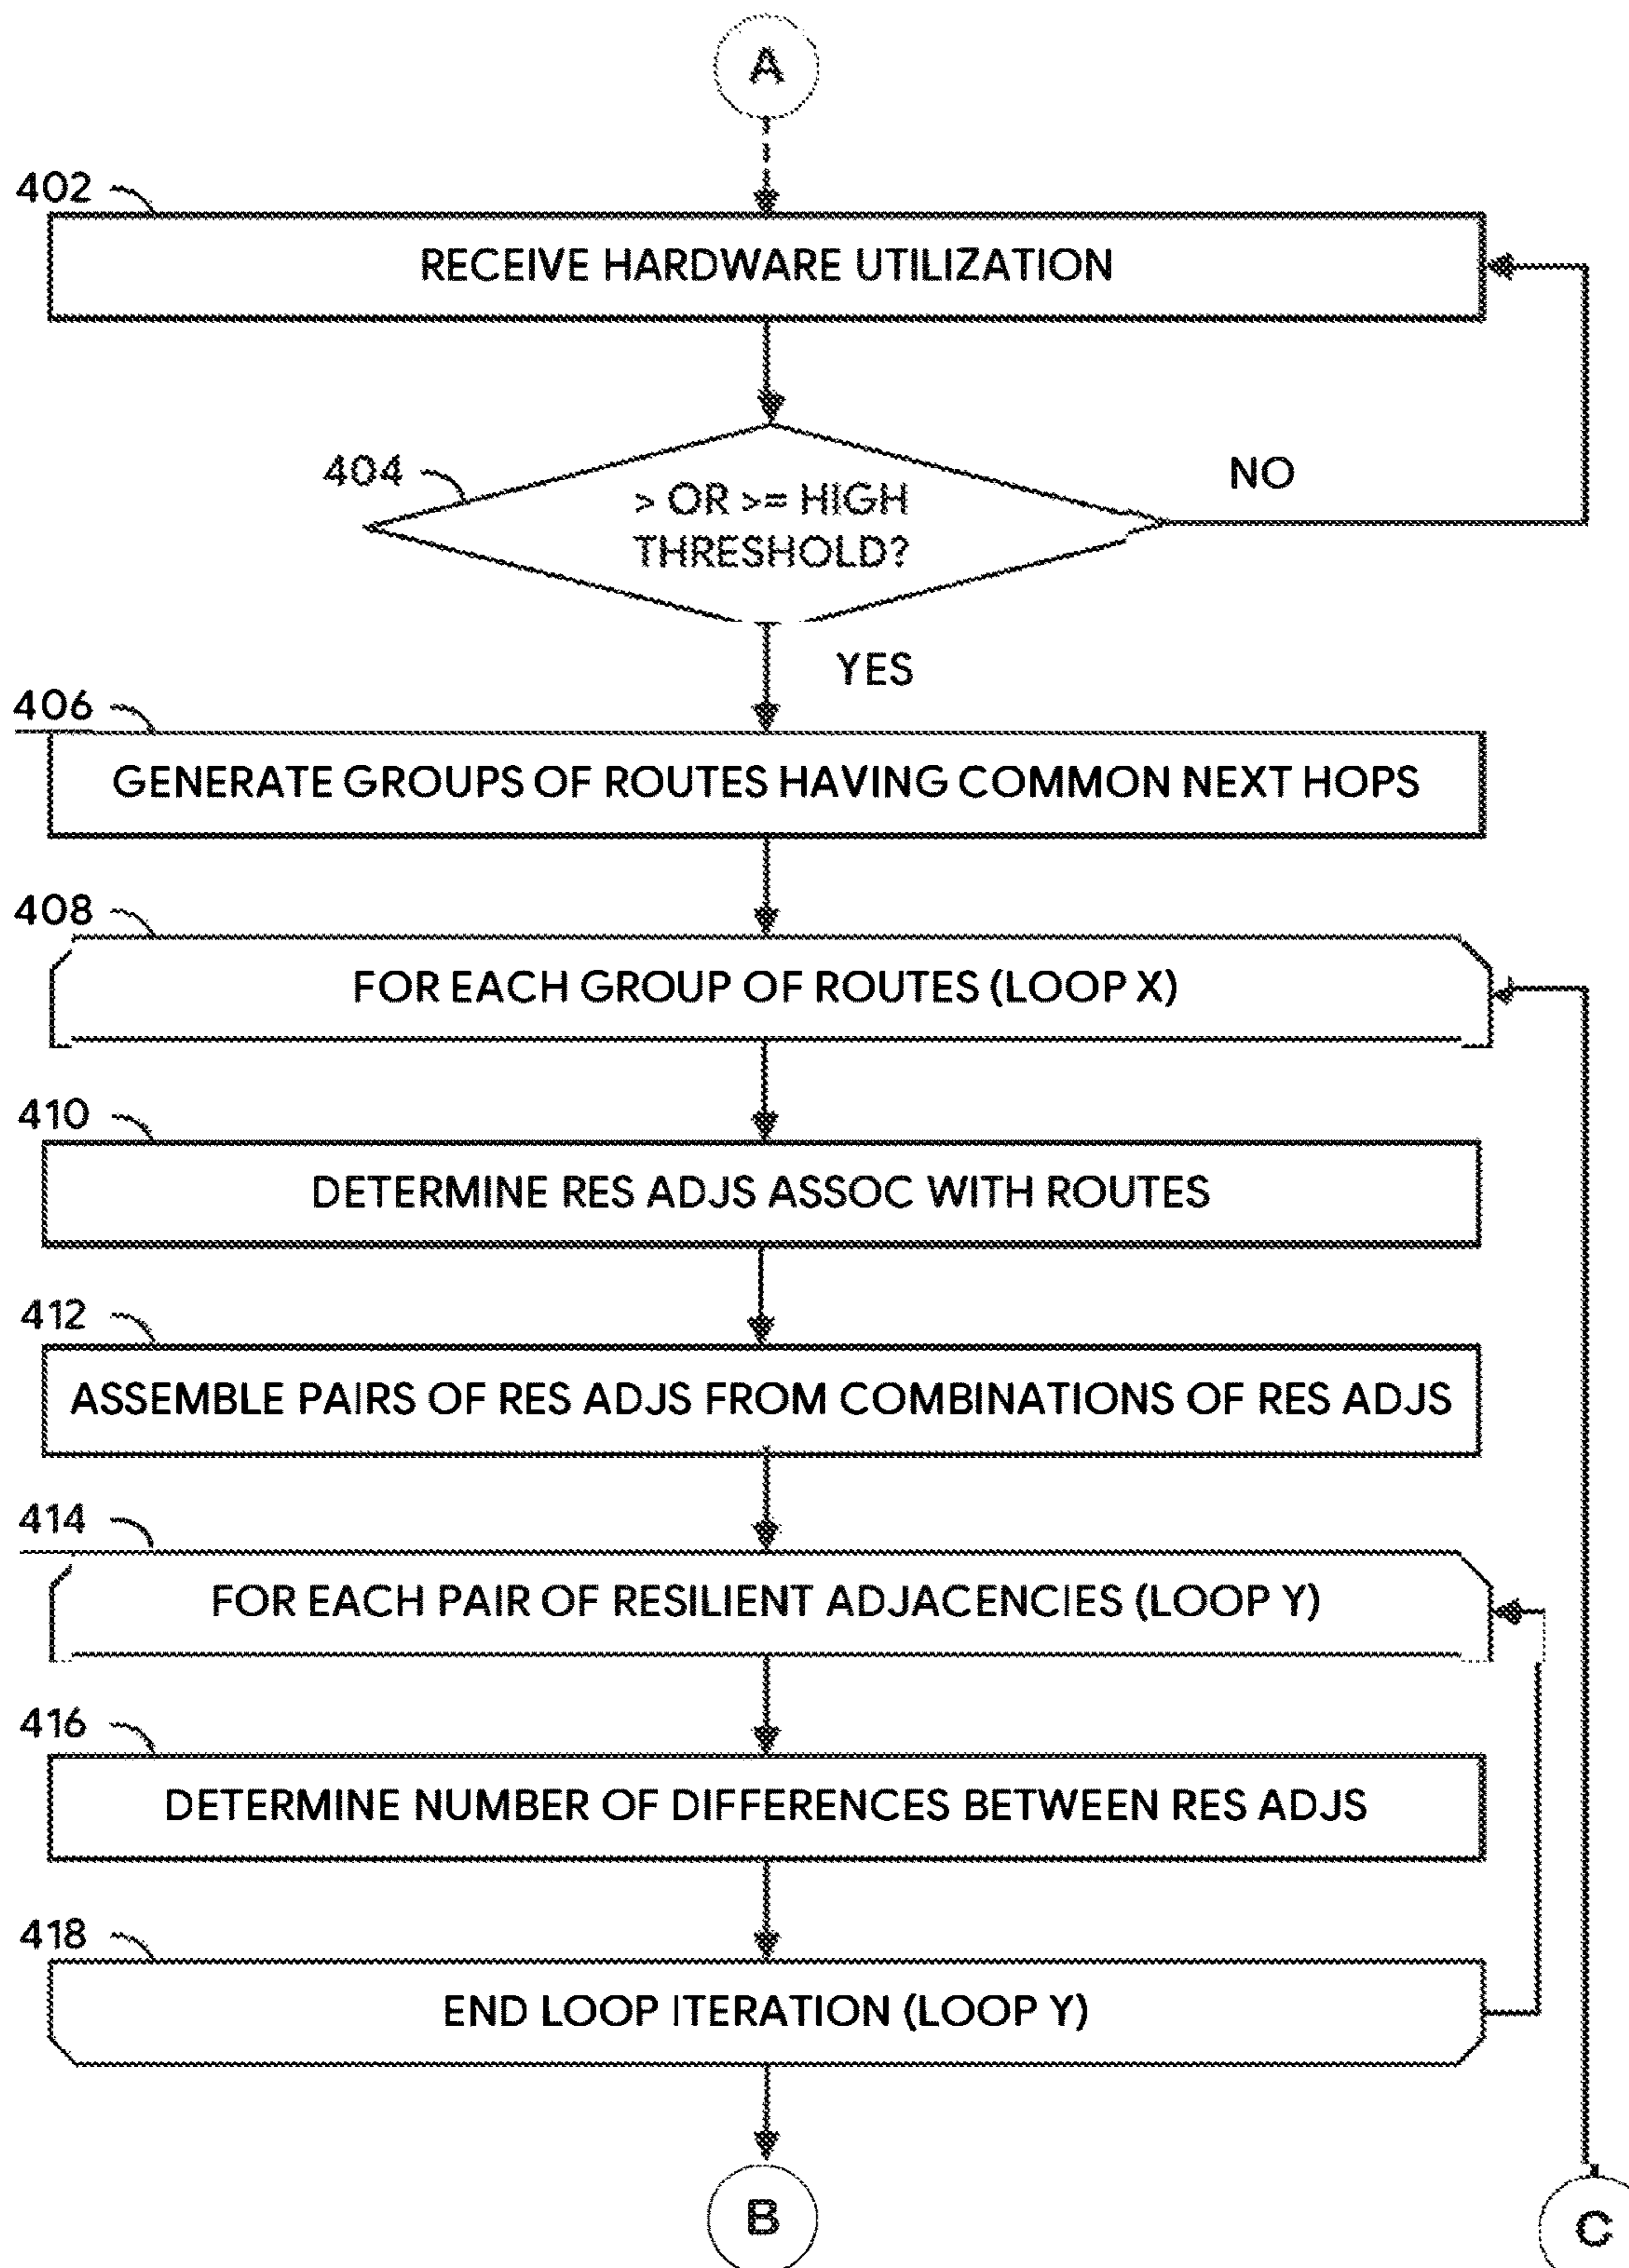 A
402
RECEIVE HARDWARE UTILIZATION
404
> OR >= HIGH
THRESHOLD?
NO
YES
406
GENERATE GROUPS OF ROUTES HAVING COMMON NEXT HOPS
408
FOR EACH GROUP OF ROUTES (LOOP X)
410
DETERMINE RES ADJS ASSOC WITH ROUTES
412
ASSEMBLE PAIRS OF RES ADJS FROM COMBINATIONS OF RES ADJS
414
FOR EACH PAIR OF RESILIENT ADJACENCIES (LOOP Y)
416
DETERMINE NUMBER OF DIFFERENCES BETWEEN RES ADJS
418
END LOOP ITERATION (LOOP Y)
B
C